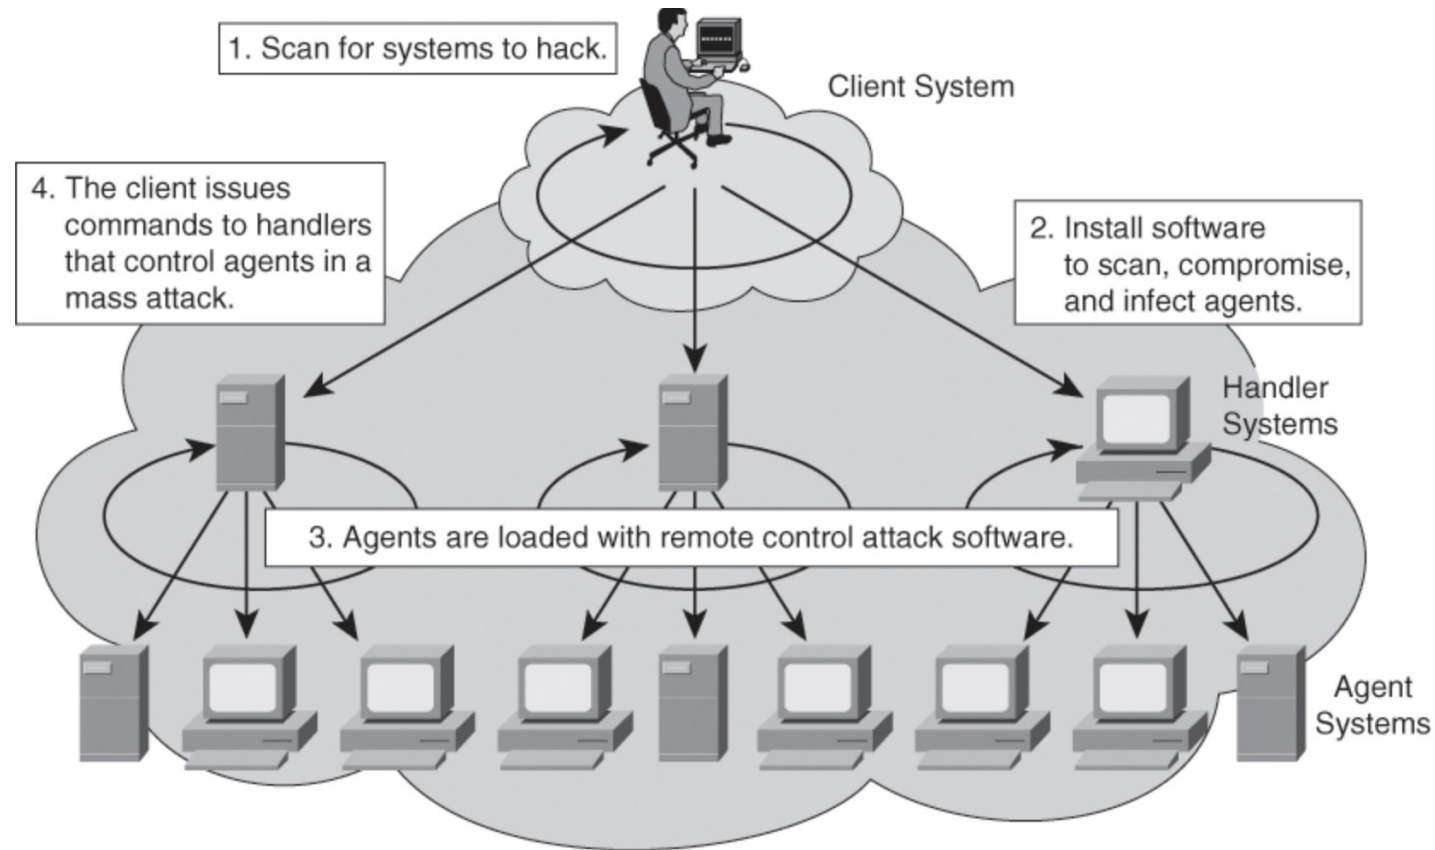 1. Scan for systems to hack.
Client System
4. The client issues
commands to handlers
that control agents in a
mass attack.
2. Install software
to scan, compromise,
and infect agents.
Handler
Systems
3. Agents are loaded with remote control attack software.
Agent
Systems